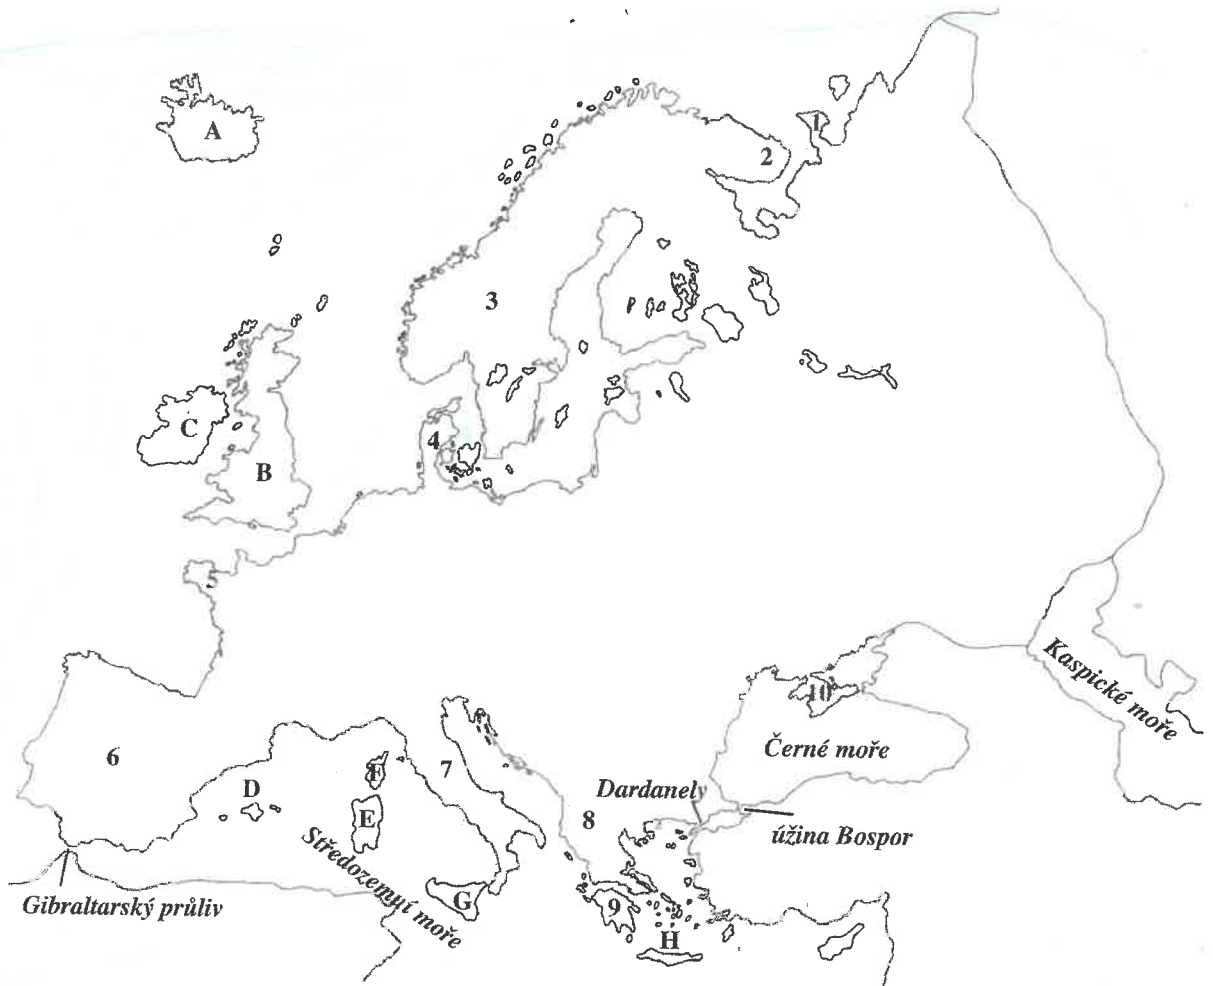 A
1
2
3
C
4
B
Kaspické moře
10
Černé moře
6
7
D
F
E
Dardanely
8
úžina Bospor
Středozemní moře
Gibraltarský průliv
G
9
H